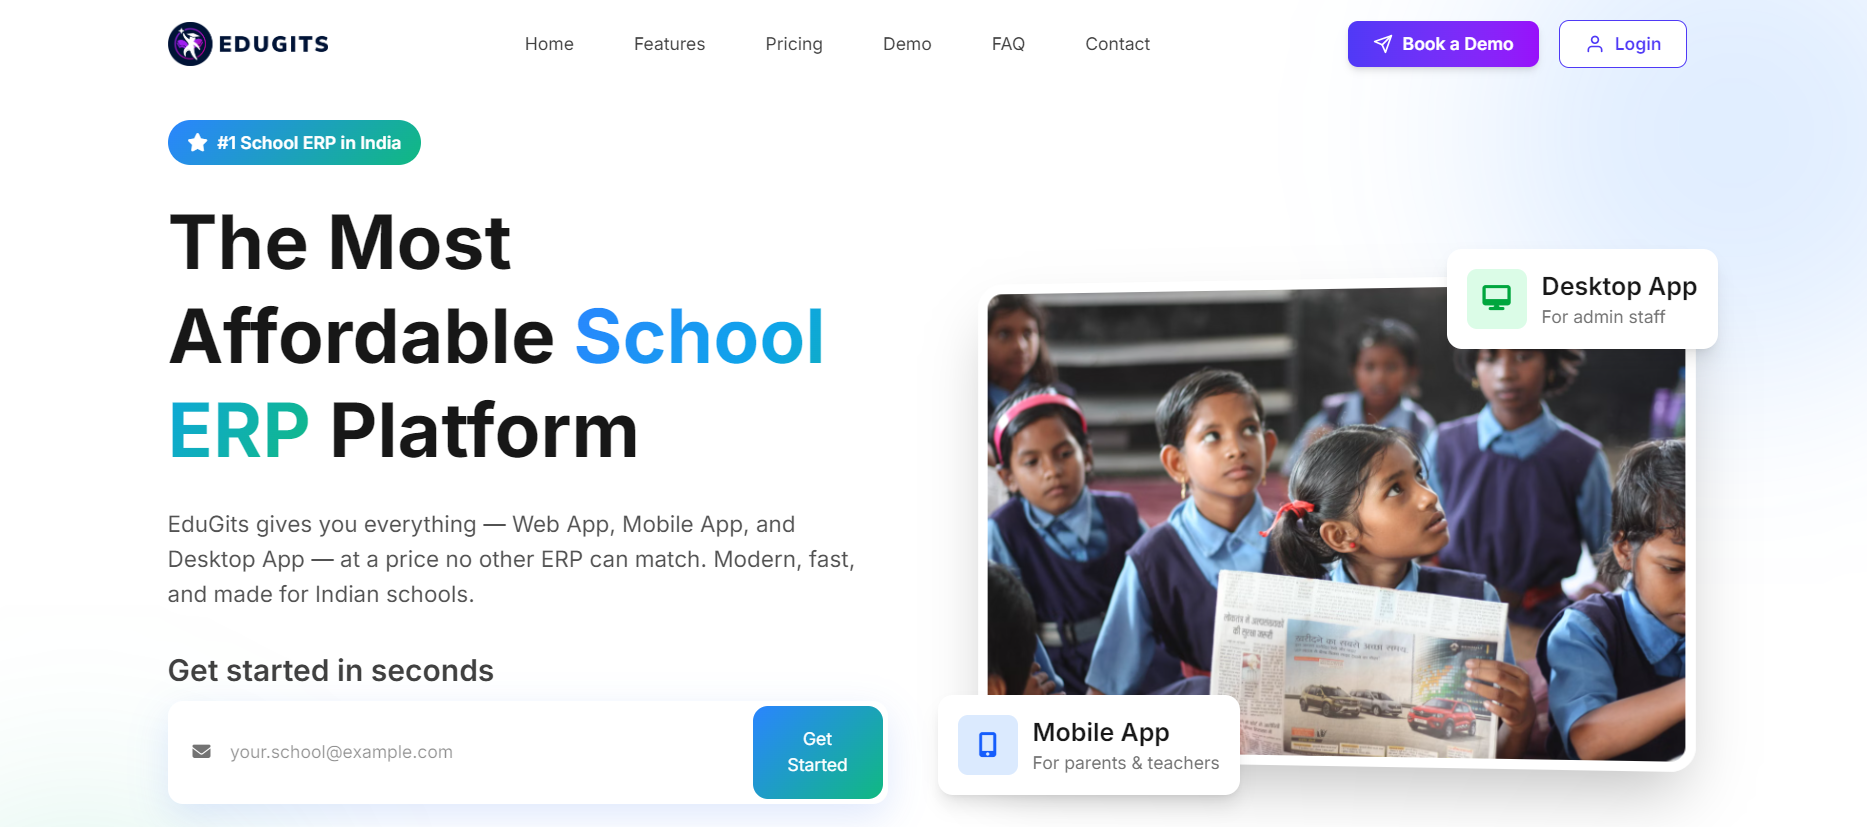 EDUGITS
Home
Features
Pricing
Demo
FAQ
Contact
Book a Demo
Login
#1 School ERP in India
The Most
Affordable School
ERP Platform
EduGits gives you everything — Web App, Mobile App, and
Desktop App — at a price no other ERP can match. Modern, fast,
and made for Indian schools.
Get started in seconds
your.school@example.com
Get
Started
Desktop App
For admin staff
की सुरक्षा जरूरी
Mobile App
For parents & teachers